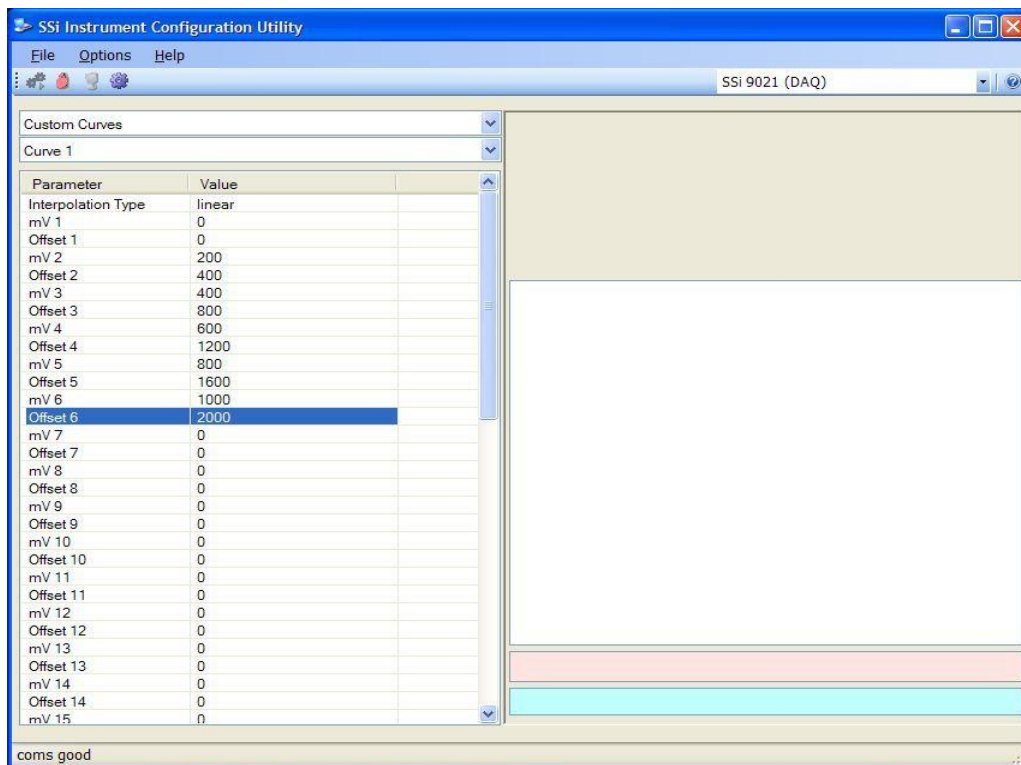 SSi Instrument Configuration Utility
File Options Help
SSi 9021 (DAQ)
Custom Curves
Curve 1
Parameter Value
Interpolation Type linear
mV 1 0
Offset 1 0
mV 2 200
Offset 2 400
mV 3 400
Offset 3 800
mV 4 600
Offset 4 1200
mV 5 800
Offset 5 1600
mV 6 1000
Offset 6 2000
mV 7 0
Offset 7 0
mV 8 0
Offset 8 0
mV 9 0
Offset 9 0
mV 10 0
Offset 10 0
mV 11 0
Offset 11 0
mV 12 0
Offset 12 0
mV 13 0
Offset 13 0
mV 14 0
Offset 14 0
mV 15 0
coms good